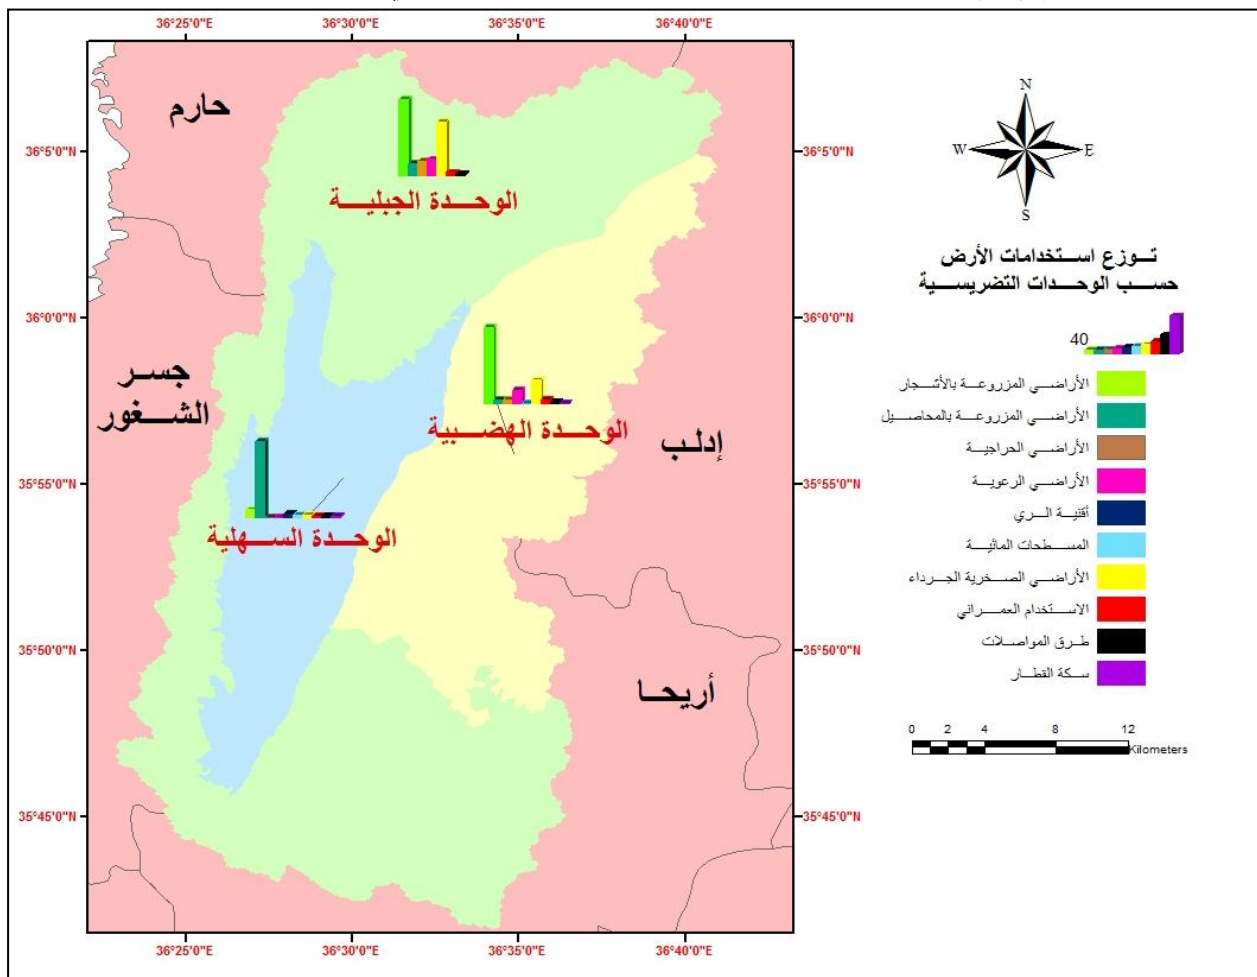 36°25'0"E
36°30'0"E
36°35'0"E
36°40'0"E
36°5'0"N
36°0'0"N
35°55'0"N
35°50'0"N
35°45'0"N
36°5'0"N
36°0'0"N
35°55'0"N
35°50'0"N
35°45'0"N
36°25'0"E
36°30'0"E
36°35'0"E
36°40'0"E
حارم
الوحدة الجبلية
جسر
الشغور
الوحدة الهضبية
إدلب
الوحدة السهلية
أريحا
N
W
E
S
توزع استخدامات الأرض
حسب الوحدات التضريسية
40
الأراضي المزروعة بالأشجار
الأراضي المزروعة بالمحاصيل
الأراضي الحراجية
الأراضي الرعوية
أقنية الري
المسطحات المائية
الأراضي الصخرية الجرداء
الاستخدام العمراني
طرق المواصلات
سكة القطار
0 2 4 8 12
Kilometers